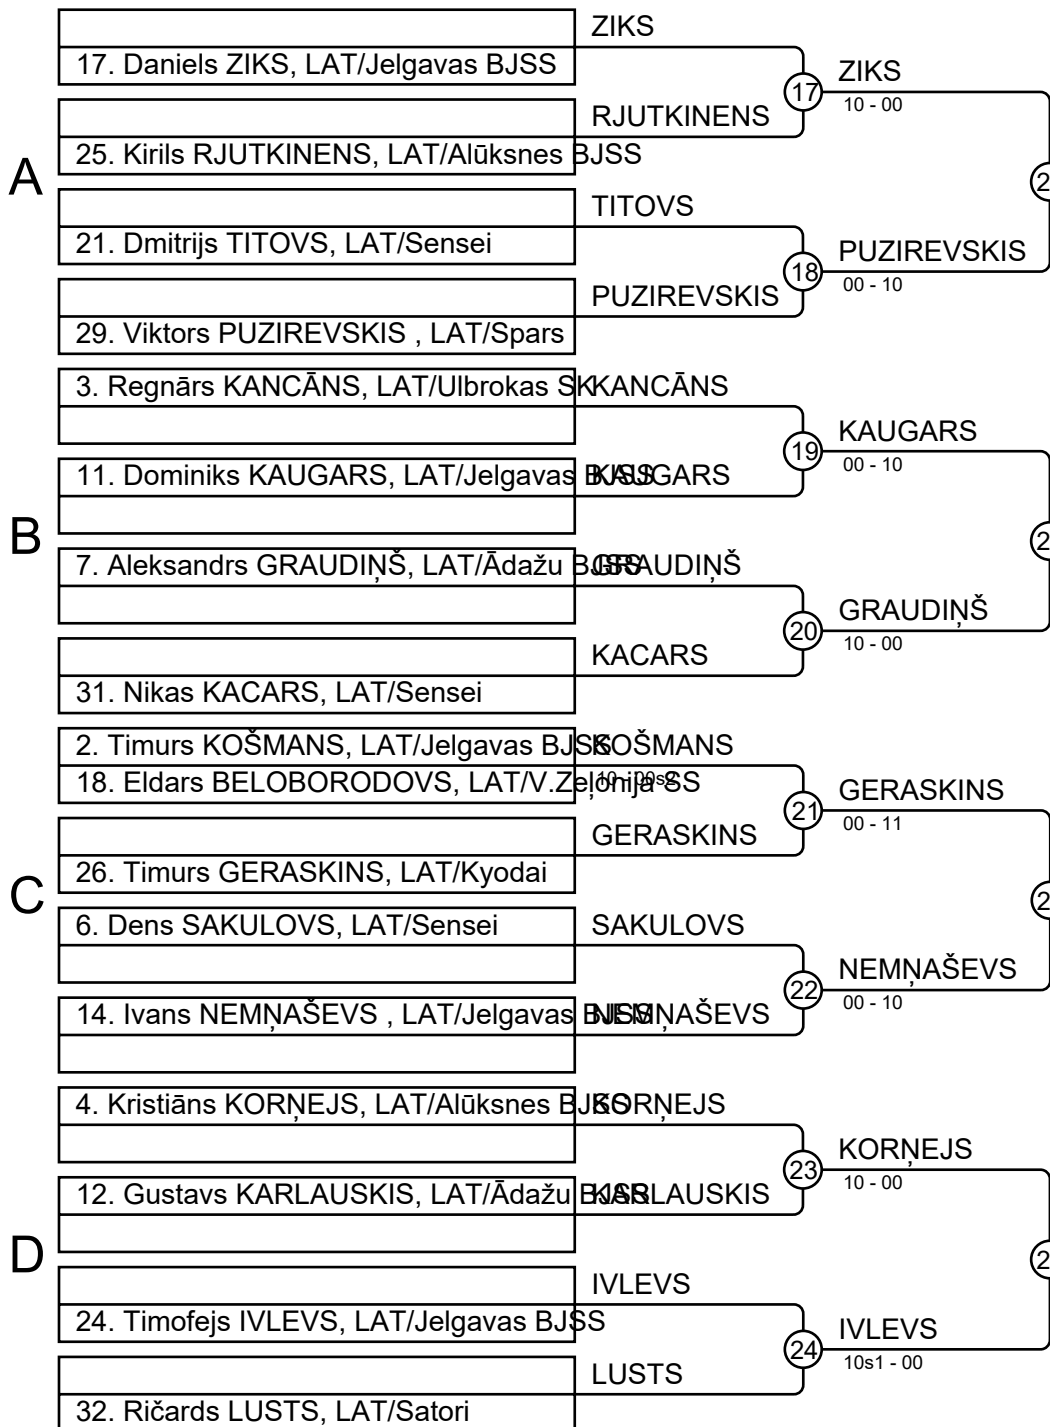 ZIKS
17. Daniels ZIKS, LAT/Jelgavas BJSS
17
ZIKS
10 - 00
RJUTKINENS
25. Kirils RJUTKINENS, LAT/Alūksnes BJSS
A
2
TITOVS
21. Dmitrijs TITOVS, LAT/Sensei
18
PUZIREVSKIS
00 - 10
PUZIREVSKIS
29. Viktors PUZIREVSKIS , LAT/Spars
3. Regnārs KANCĀNS, LAT/Ulbrokas SK
KANCĀNS
19
KAUGARS
00 - 10
11. Dominiks KAUGARS, LAT/Jelgavas BJSS
KAUGARS
B
2
7. Aleksandrs GRAUDIŅŠ, LAT/Ādažu BJSS
GRAUDIŅŠ
20
GRAUDIŅŠ
10 - 00
KACARS
31. Nikas KACARS, LAT/Sensei
2. Timurs KOŠMANS, LAT/Jelgavas BJSS
KOŠMANS
18. Eldars BELOBORODOVS, LAT/V.Zeļonija SS
21
GERASKINS
00 - 11
GERASKINS
26. Timurs GERASKINS, LAT/Kyodai
C
2
6. Dens SAKULOVS, LAT/Sensei
SAKULOVS
22
NEMŅAŠEVS
00 - 10
14. Ivans NEMŅAŠEVS , LAT/Jelgavas BJSS
NEMŅAŠEVS
4. Kristiāns KORŅEJS, LAT/Alūksnes BJSS
KORŅEJS
23
KORŅEJS
10 - 00
12. Gustavs KARLAUSKIS, LAT/Ādažu BJSS
KARLAUSKIS
D
2
IVLEVS
24. Timofejs IVLEVS, LAT/Jelgavas BJSS
24
IVLEVS
10s1 - 00
LUSTS
32. Ričards LUSTS, LAT/Satori